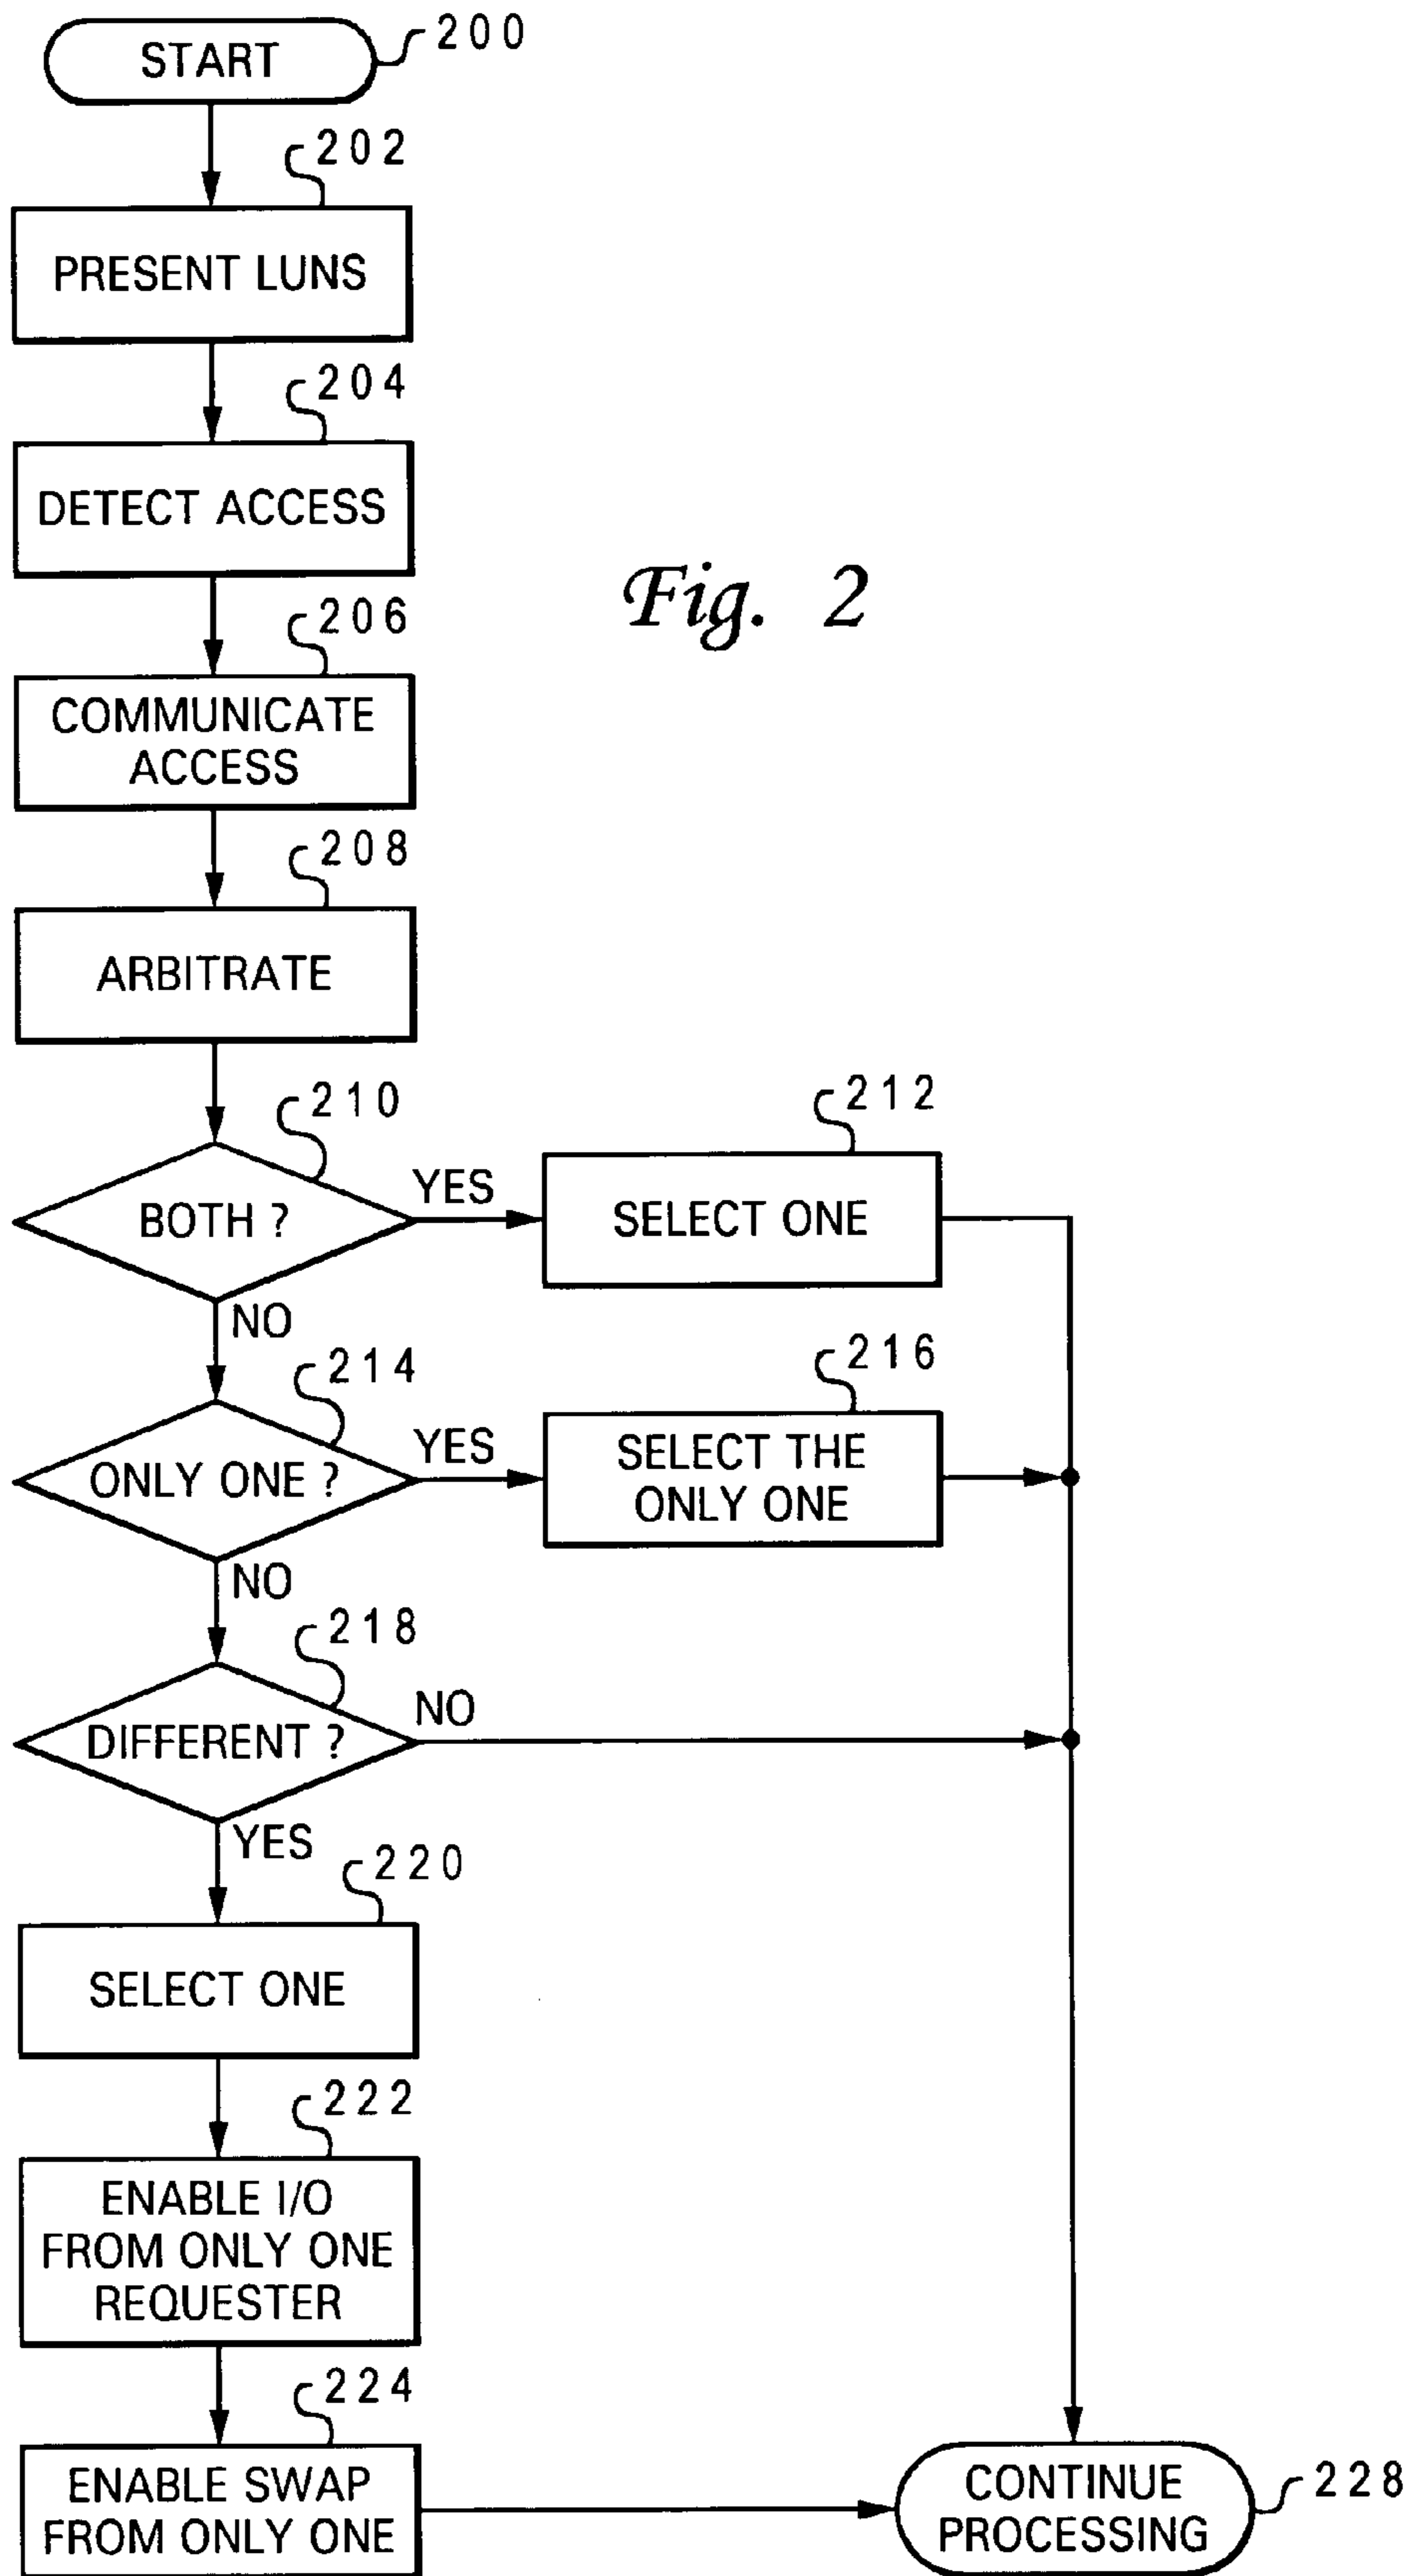 START
200
202
PRESENT LUNS
204
DETECT ACCESS
Fig. 2
206
COMMUNICATE
ACCESS
208
ARBITRATE
210
BOTH ?
YES
212
SELECT ONE
NO
214
ONLY ONE ?
YES
216
SELECT THE
ONLY ONE
NO
218
DIFFERENT ?
NO
YES
220
SELECT ONE
222
ENABLE I/O
FROM ONLY ONE
REQUESTER
224
ENABLE SWAP
FROM ONLY ONE
CONTINUE
PROCESSING
228